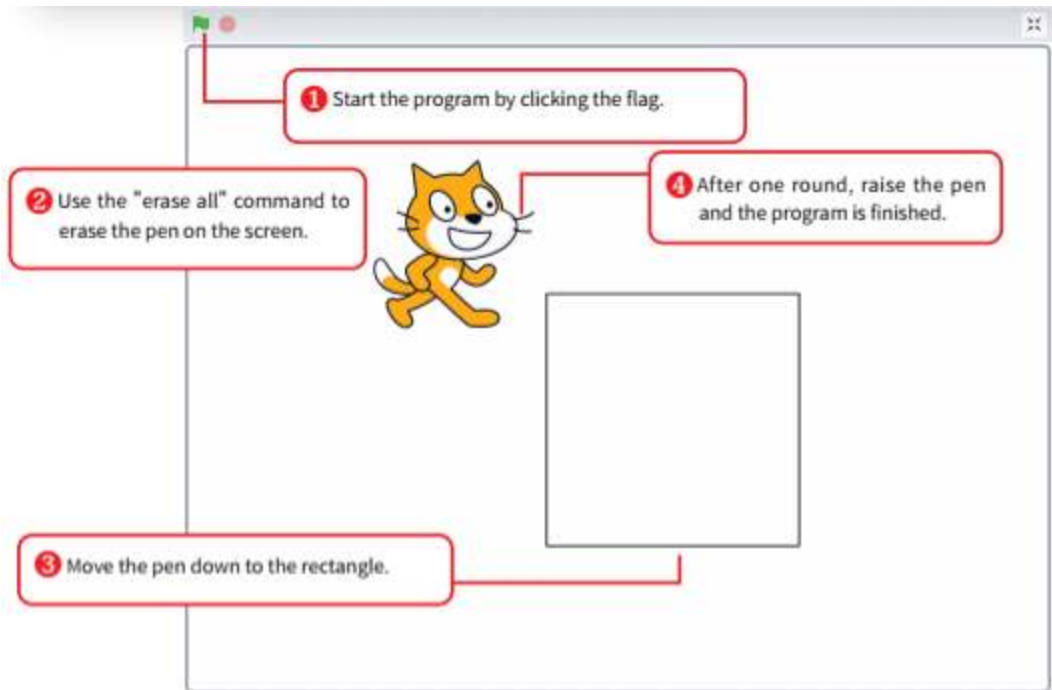 1 Start the program by clicking the flag.
2 Use the "erase all" command to
erase the pen on the screen.
4 After one round, raise the pen
and the program is finished.
3 Move the pen down to the rectangle.